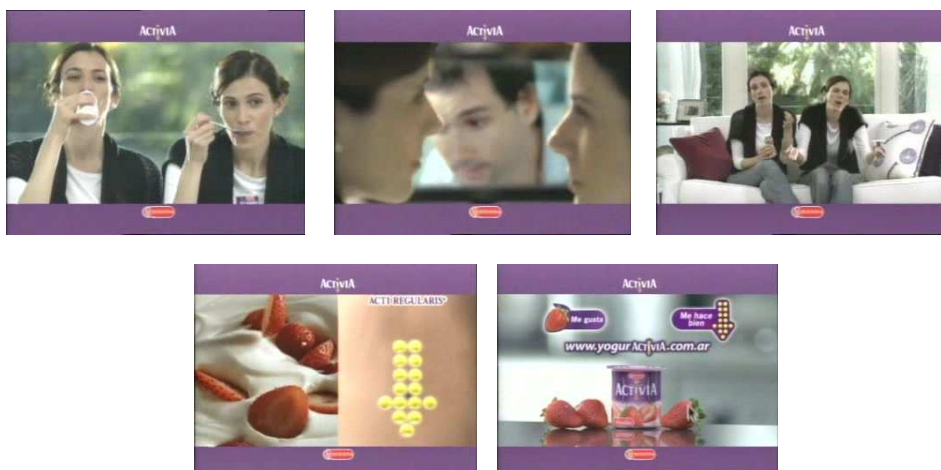 ACTIVIA
ACTIVIA
ACTIVIA
ACTIVIA
ACTI REGULARIS®
ACTIVIA
Me gusta
Me hace
bien
www.yogurACTIVIA.com.ar
ACTIVIA